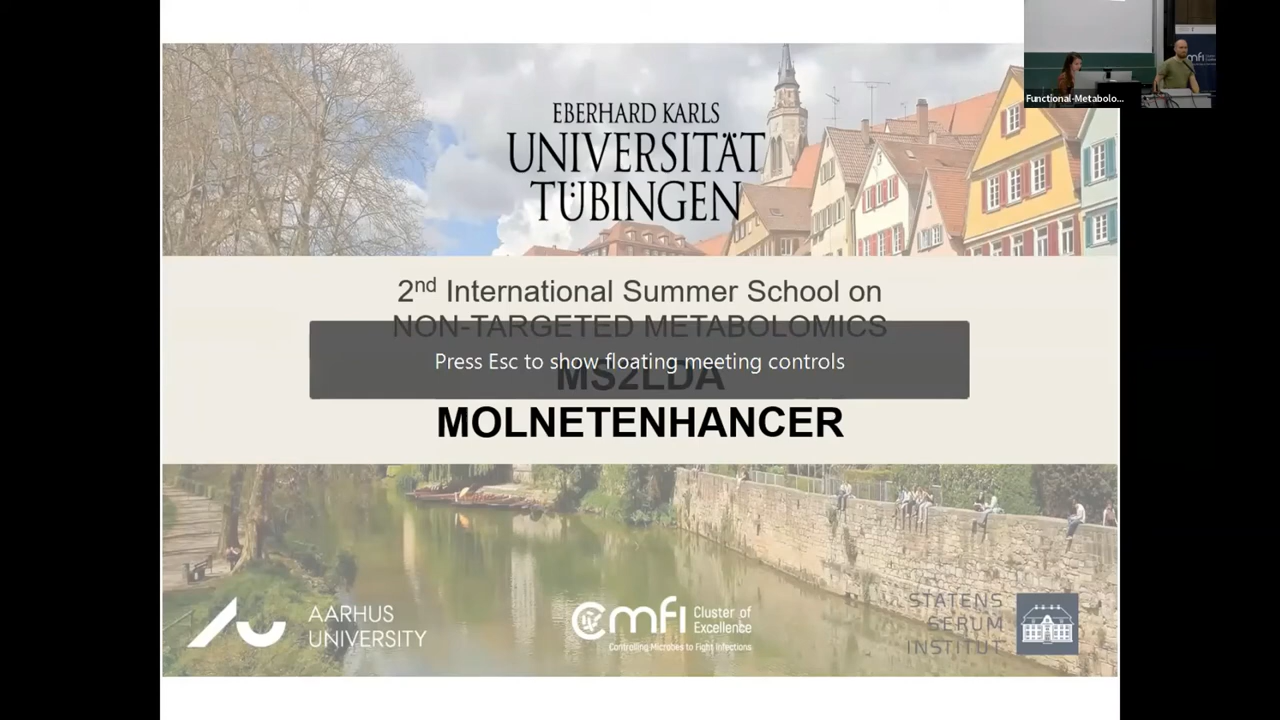 Functional-Metabolo...
mfi
EBERHARD KARLS
UNIVERSITÄT
TÜBINGEN
2nd International Summer School on
NON-TARGETED METABOLOMICS
Press Esc to show floating meeting controls
MS2LDA
MOLNETENHANCER
AARHUS
UNIVERSITY
cmfi Cluster of
Excellence
Controlling Microbes to Fight Infections
STATENS
SERUM
INSTITUT